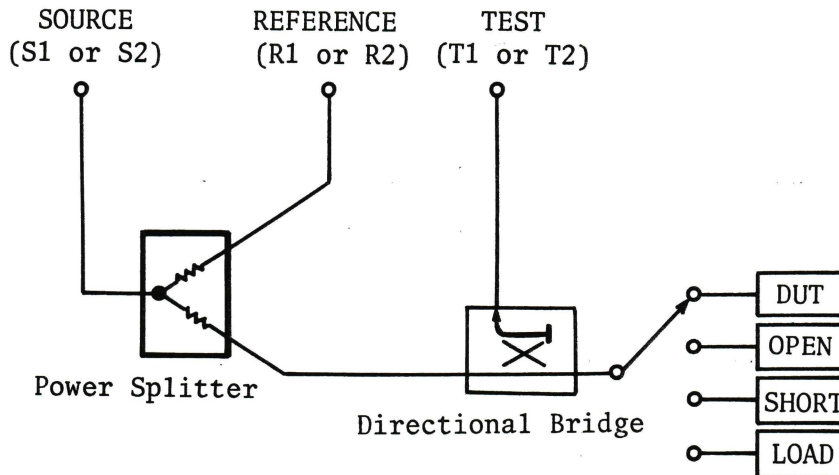 SOURCE
(S1 or S2)
REFERENCE
(R1 or R2)
TEST
(T1 or T2)
Power Splitter
Directional Bridge
DUT
OPEN
SHORT
LOAD